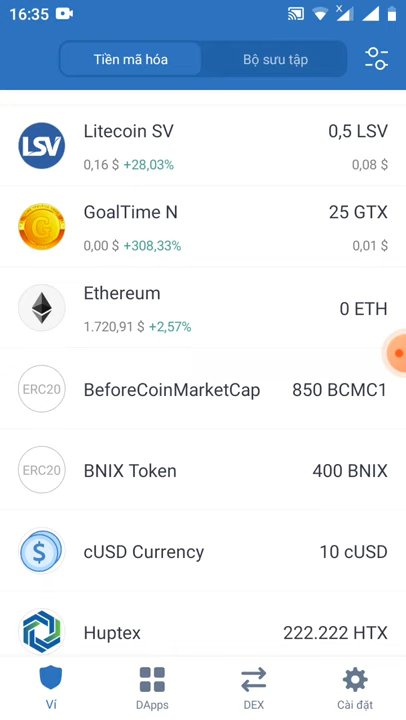 16:35
Tiền mã hóa
Bộ sưu tập
Litecoin SV
0,5 LSV
LSV
0,16 $ +28,03%
0,08 $
GoalTime N
25 GTX
G
0,00 $ +308,33%
0,01 $
Ethereum
0 ETH
1.720,91 $ +2,57%
ERC20
BeforeCoinMarketCap
850 BCMC1
ERC20
BNIX Token
400 BNIX
$
cUSD Currency
10 cUSD
Huptex
222.222 HTX
Ví
DApps
DEX
Cài đặt